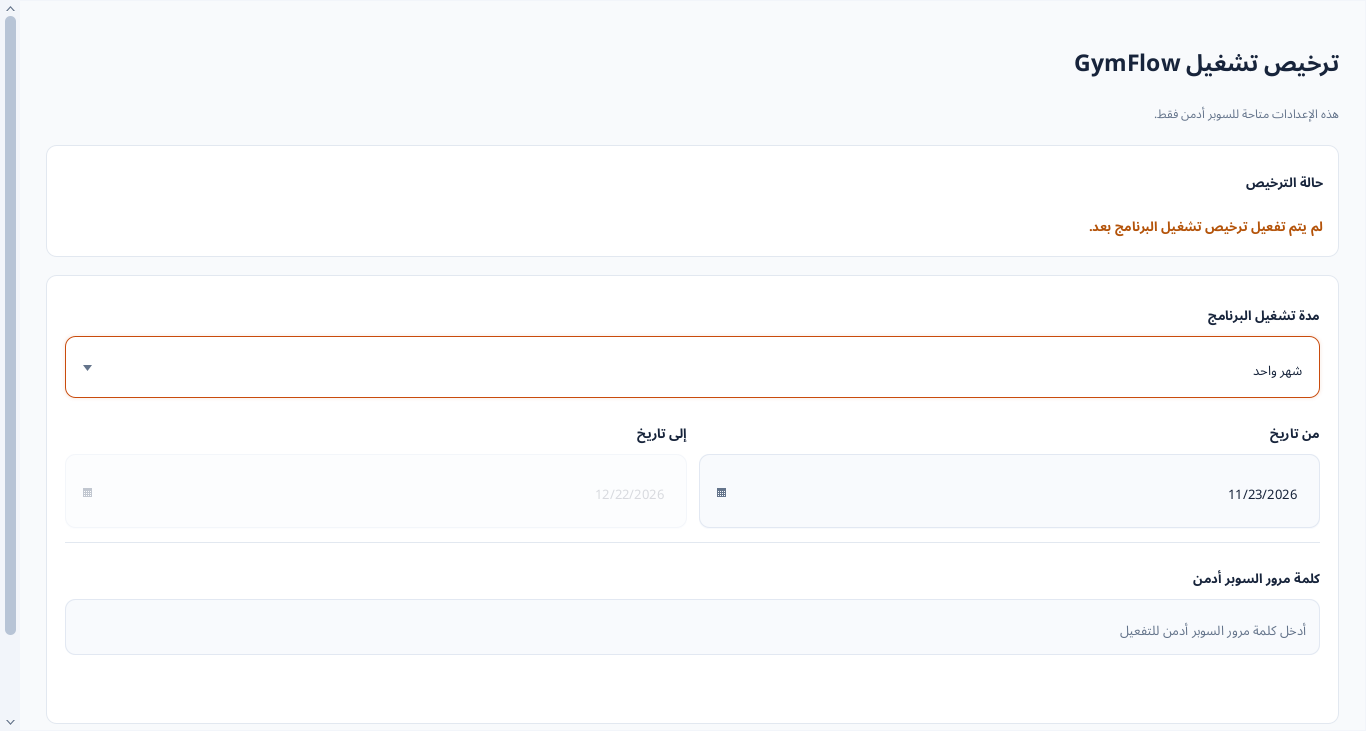 ترخيص تشغيل GymFlow
هذه الإعدادات متاحة للسوبر أدمن فقط.
حالة الترخيص
لم يتم تفعيل ترخيص تشغيل البرنامج بعد.
مدة تشغيل البرنامج
شهر واحد
من تاريخ
إلى تاريخ
11/23/2026
12/22/2026
كلمة مرور السوبر أدمن
أدخل كلمة مرور السوبر أدمن للتفعيل